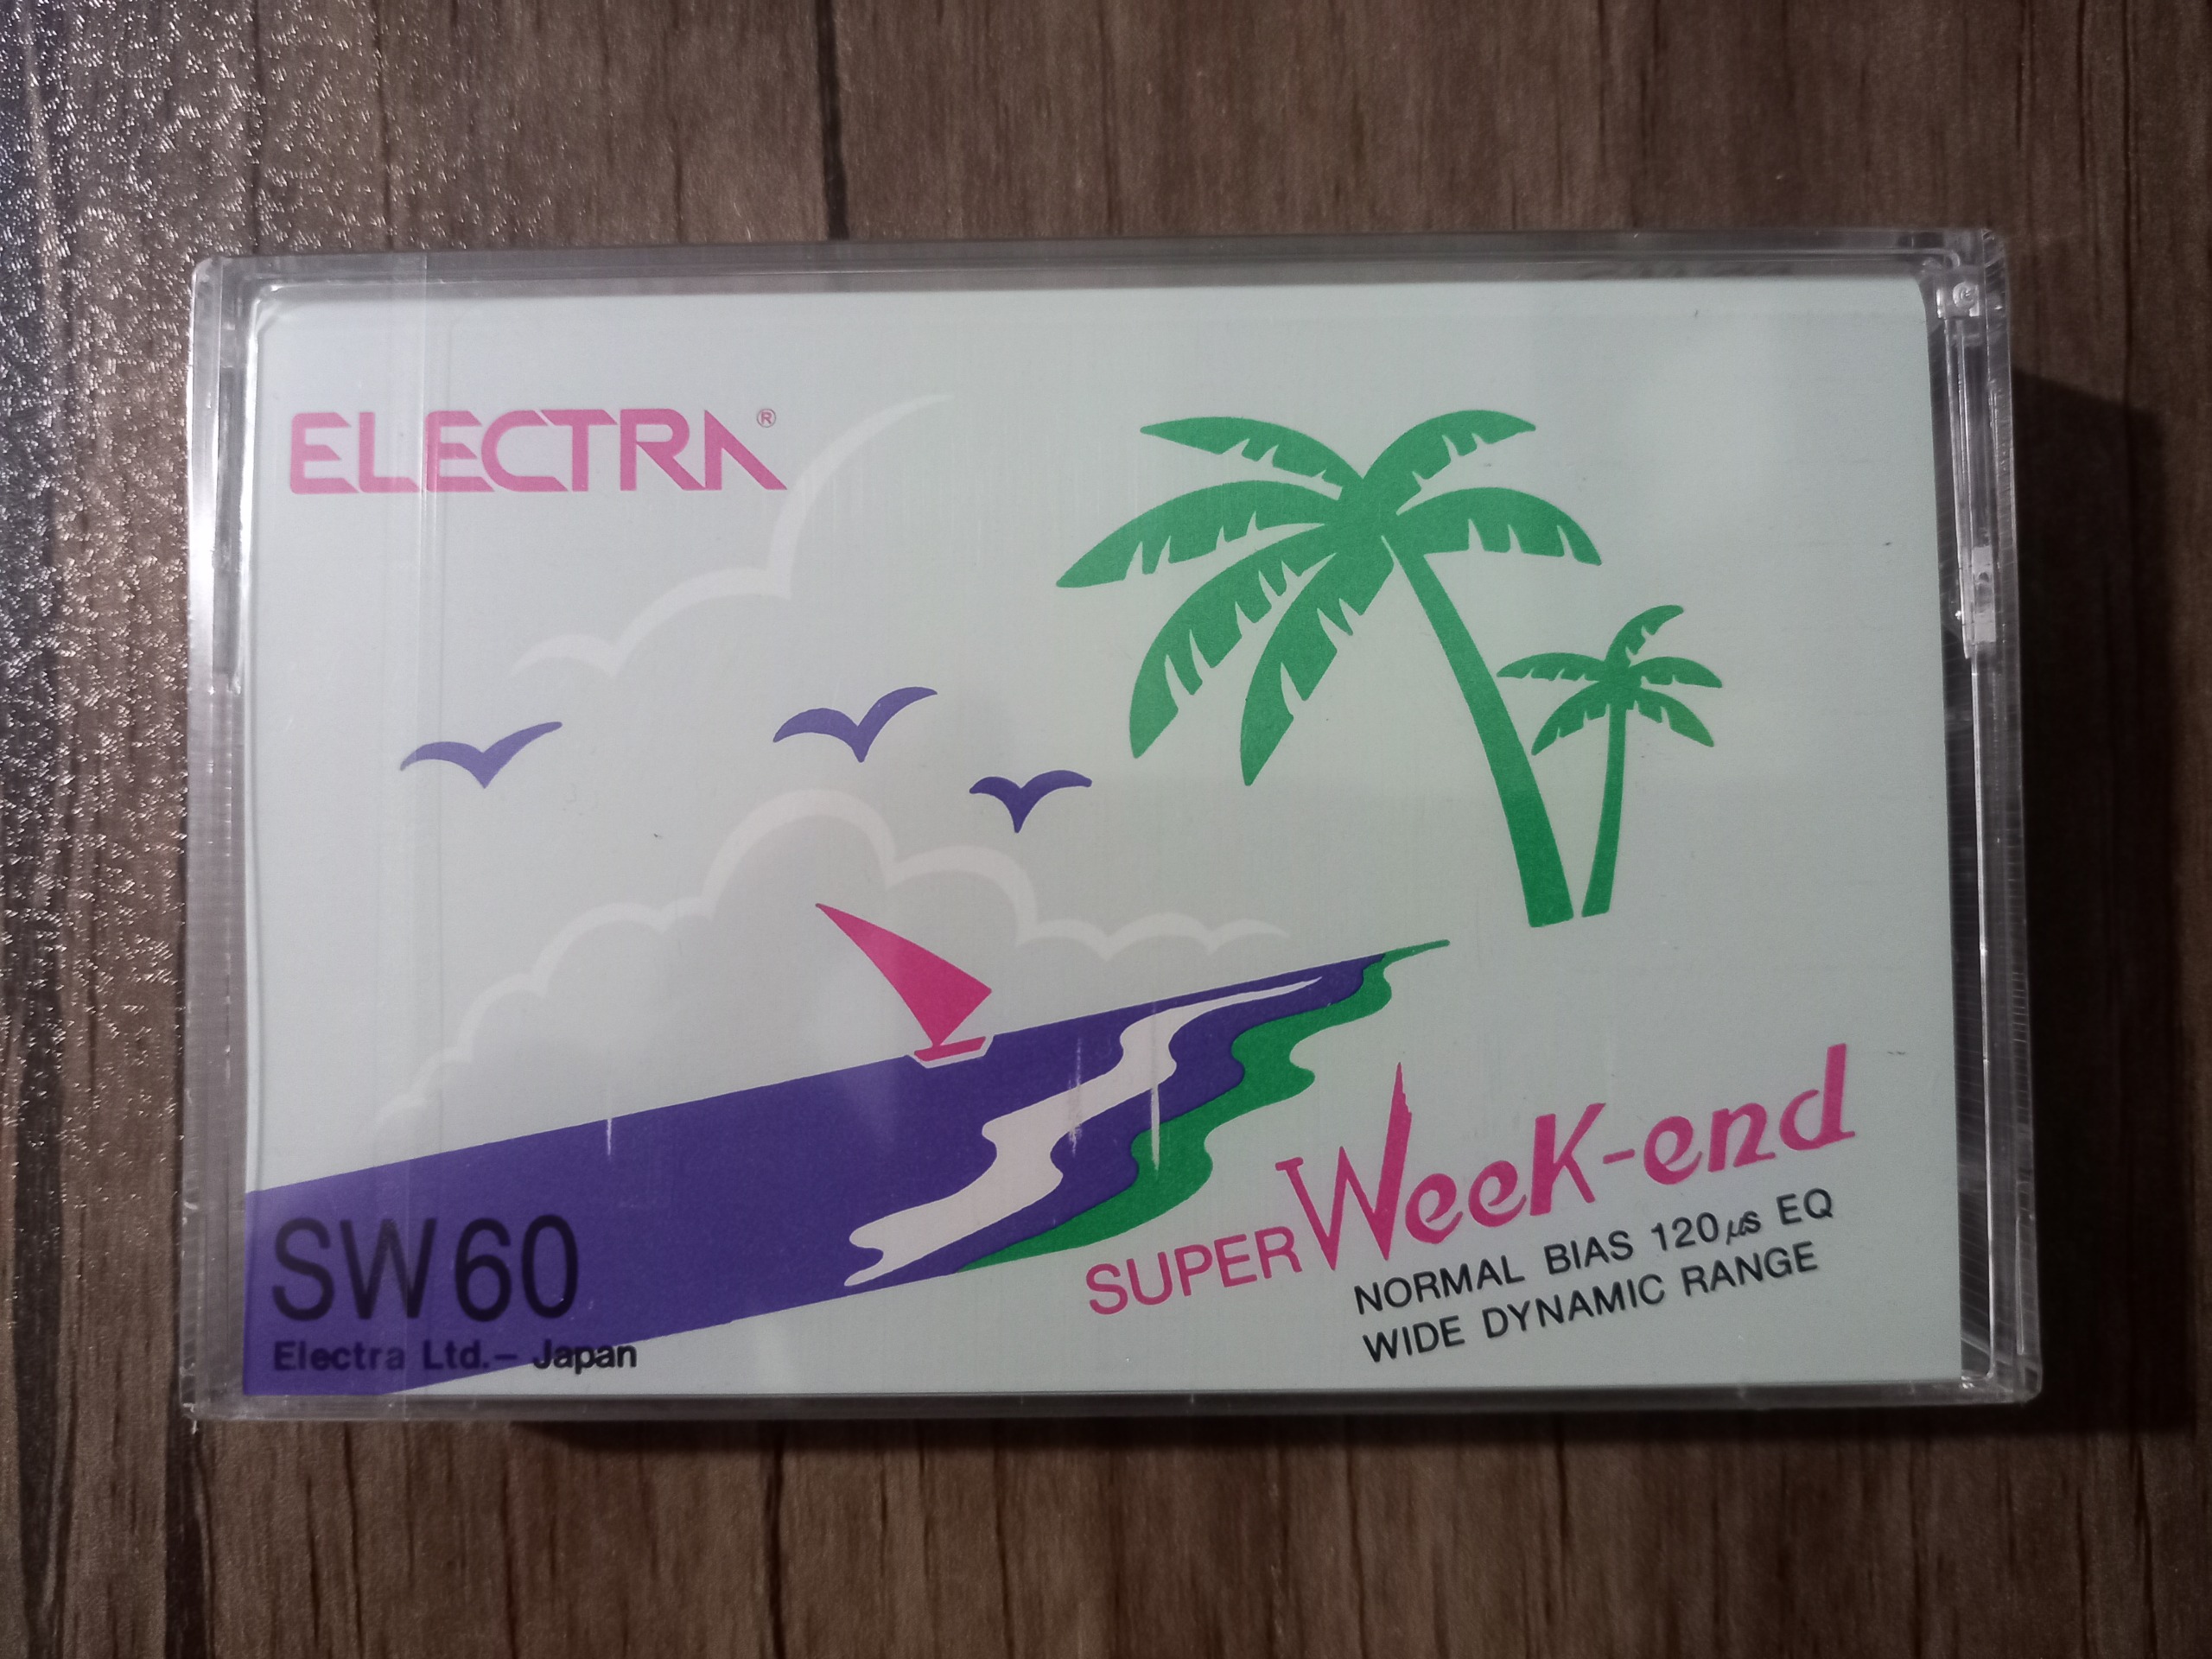 ELECTRA®
SUPER WeeK-end
NORMAL BIAS 120µs EQ
WIDE DYNAMIC RANGE
SW60
Electra Ltd.– Japan